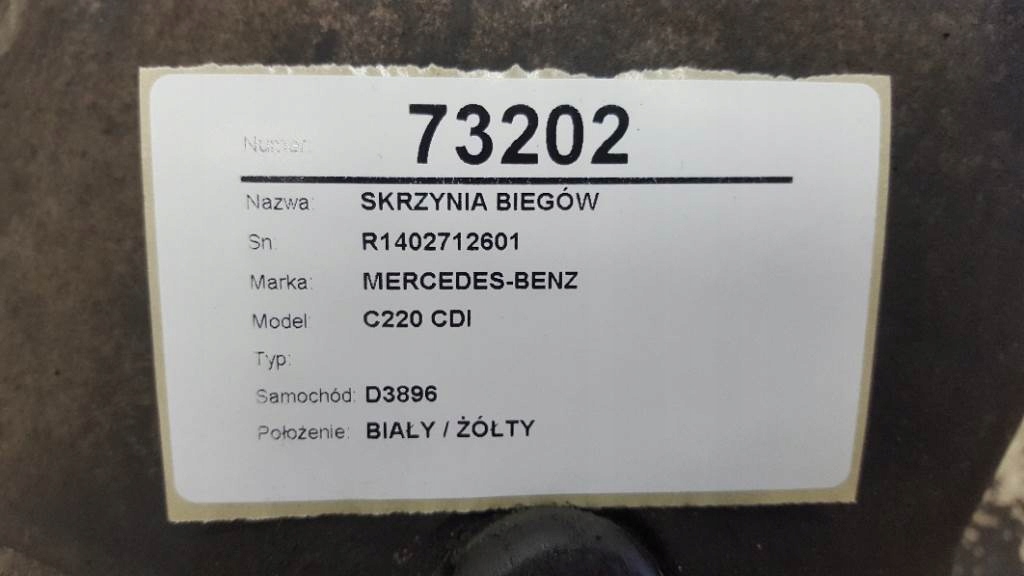 Numer: 73202
Nazwa: SKRZYNIA BIEGÓW
Sn: R1402712601
Marka: MERCEDES-BENZ
Model: C220 CDI
Typ:
Samochód: D3896
Położenie: BIAŁY / ŻÓŁTY